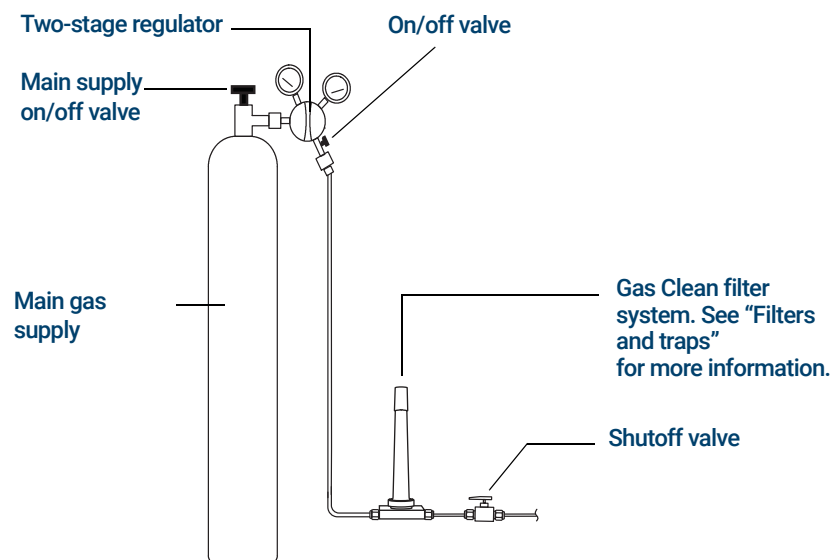 Two-stage regulator
On/off valve
Main supply
on/off valve
Main gas
supply
Gas Clean filter
system. See “Filters
and traps”
for more information.
Shutoff valve